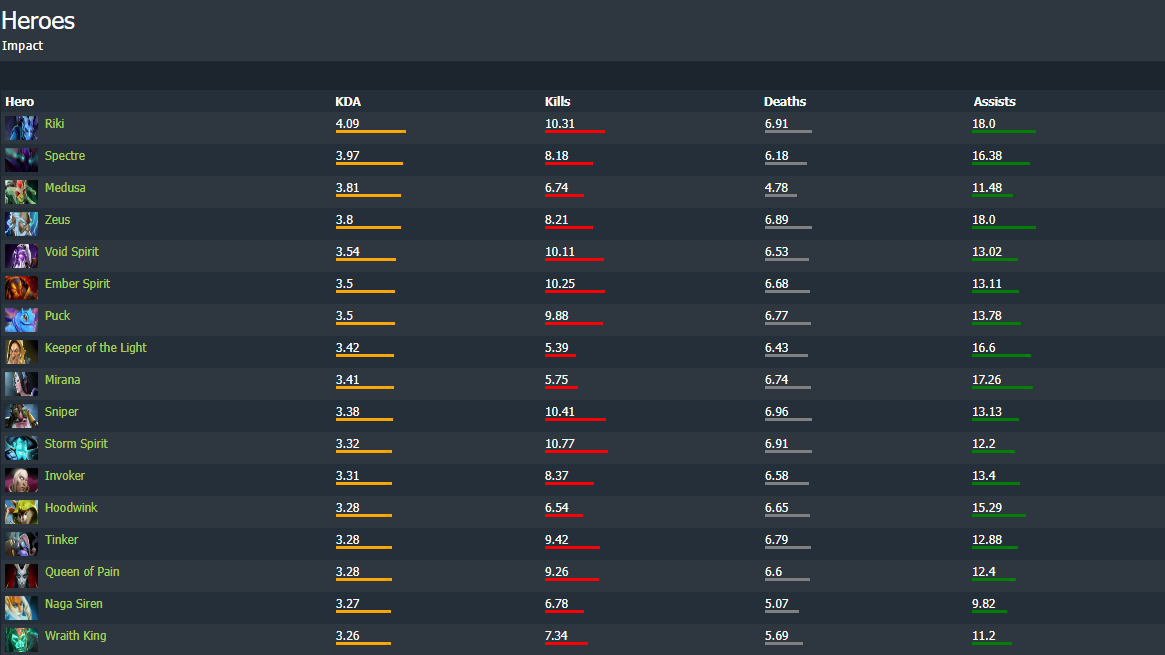 Heroes
Impact
Hero KDA Kills Deaths Assists
Riki 4.09 10.31 6.91 18.0
Spectre 3.97 8.18 6.18 16.38
Medusa 3.81 6.74 4.78 11.48
Zeus 3.8 8.21 6.89 18.0
Void Spirit 3.54 10.11 6.53 13.02
Ember Spirit 3.5 10.25 6.68 13.11
Puck 3.5 9.88 6.77 13.78
Keeper of the Light 3.42 5.39 6.43 16.6
Mirana 3.41 5.75 6.74 17.26
Sniper 3.38 10.41 6.96 13.13
Storm Spirit 3.32 10.77 6.91 12.2
Invoker 3.31 8.37 6.58 13.4
Hoodwink 3.28 6.54 6.65 15.29
Tinker 3.28 9.42 6.79 12.88
Queen of Pain 3.28 9.26 6.6 12.4
Naga Siren 3.27 6.78 5.07 9.82
Wraith King 3.26 7.34 5.69 11.2